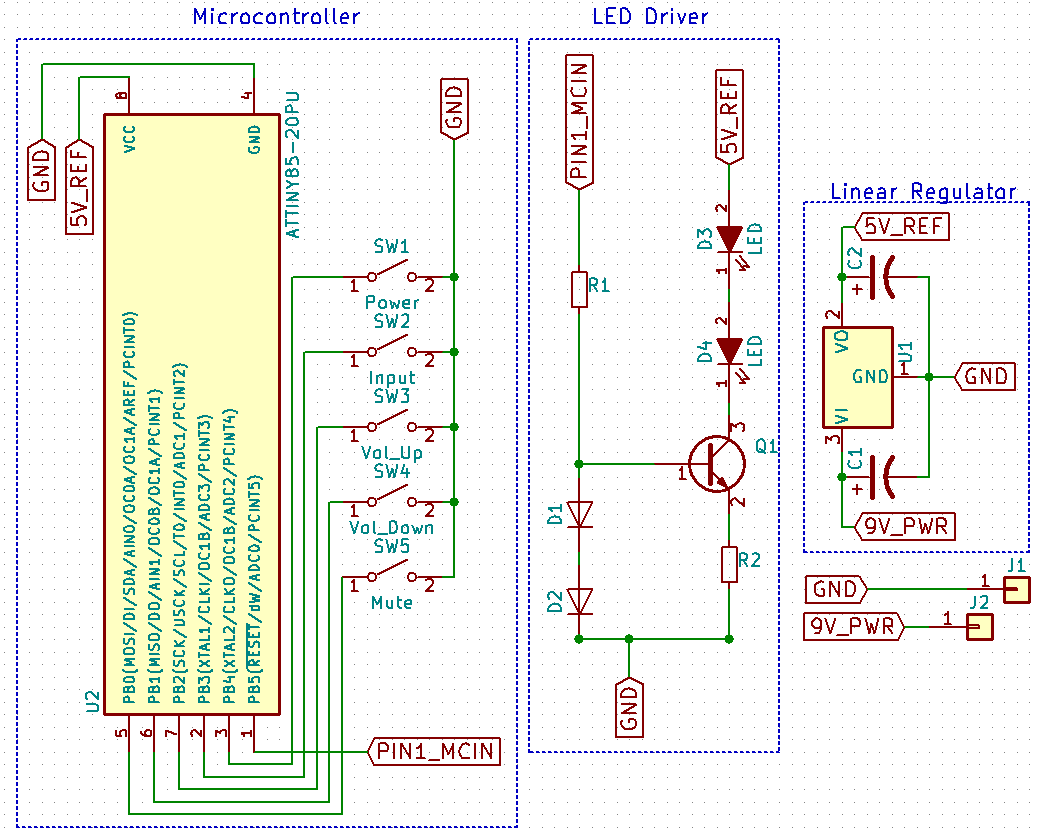 Microcontroller
8
4
VCC
GND
ATTINY85-20PU
GND
5V_REF
GND
SW1
1
2
Power
SW2
1
2
Input
SW3
1
2
Vol_Up
SW4
1
2
Vol_Down
SW5
1
2
Mute
PB0(MOSI/DI/SDA/AIN0/OC0A/OC1A/AREF/PCINT0)
PB1(MISO/DO/AIN1/OC0B/OC1A/PCINT1)
PB2(SCK/USCK/SCL/T0/INT0/ADC1/PCINT2)
PB3(XTAL1/CLKI/OC1B/ADC3/PCINT3)
PB4(XTAL2/CLKO/OC1B/ADC2/PCINT4)
PB5(RESET/dW/ADC0/PCINT5)
U2
5
6
7
2
3
1
PIN1_MCIN
LED Driver
PIN1_MCIN
5V_REF
R1
2
D3
LED
1
2
D4
LED
1
3
Q1
1
2
D1
D2
R2
GND
Linear Regulator
5V_REF
C2
+
2
VO
U1
GND
1
GND
VI
3
C1
+
9V_PWR
GND
1
J1
9V_PWR
1
J2